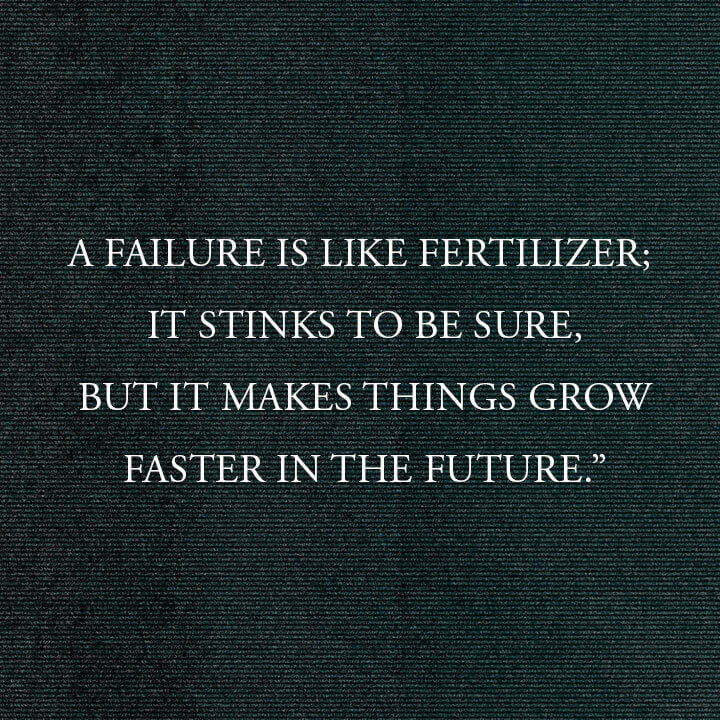 A FAILURE IS LIKE FERTILIZER;
IT STINKS TO BE SURE,
BUT IT MAKES THINGS GROW
FASTER IN THE FUTURE.”